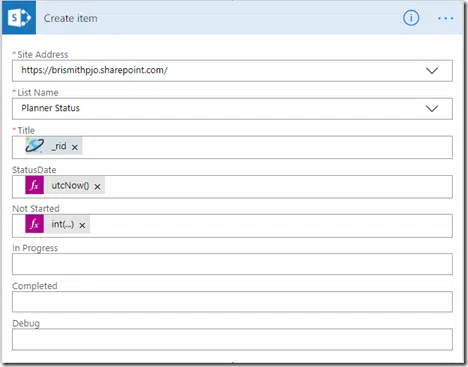 Create item
* Site Address
https://brismithpjo.sharepoint.com/
* List Name
Planner Status
* Title
_rid x
StatusDate
fx utcNow() x
Not Started
fx int(...) x
In Progress
Completed
Debug